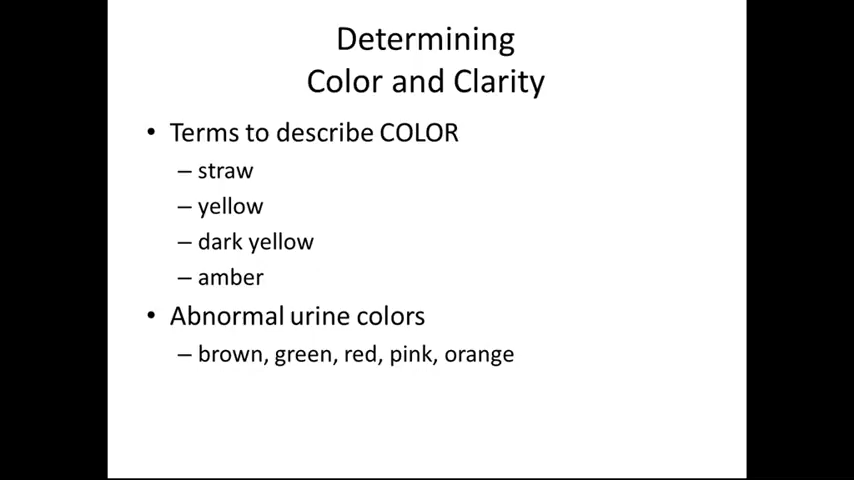 Determining
Color and Clarity
• Terms to describe COLOR
– straw
– yellow
– dark yellow
– amber
• Abnormal urine colors
– brown, green, red, pink, orange